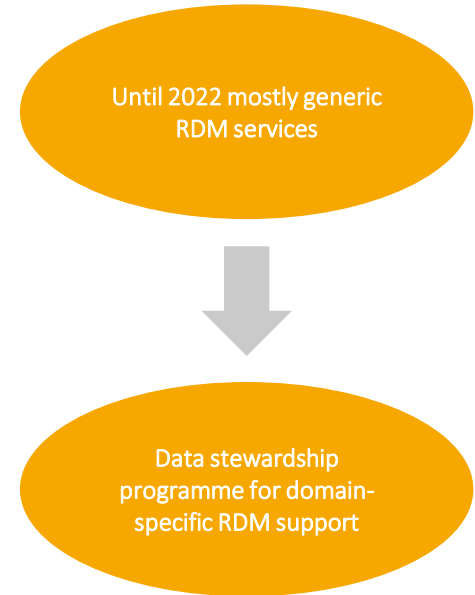 Until 2022 mostly generic
RDM services
Data stewardship
programme for domain-
specific RDM support